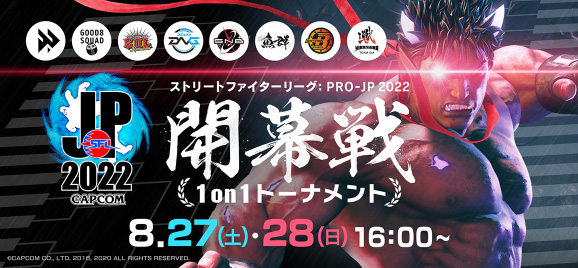 GOOD8
SQUAD
魚群
ストリートファイターリーグ: PRO-JP 2022
JP
SFL
2022
CAPCOM
開幕戦
1on1トーナメント
8.27(土)・28(日) 16:00~
©CAPCOM CO., LTD. 2016, 2020 ALL RIGHTS RESERVED.